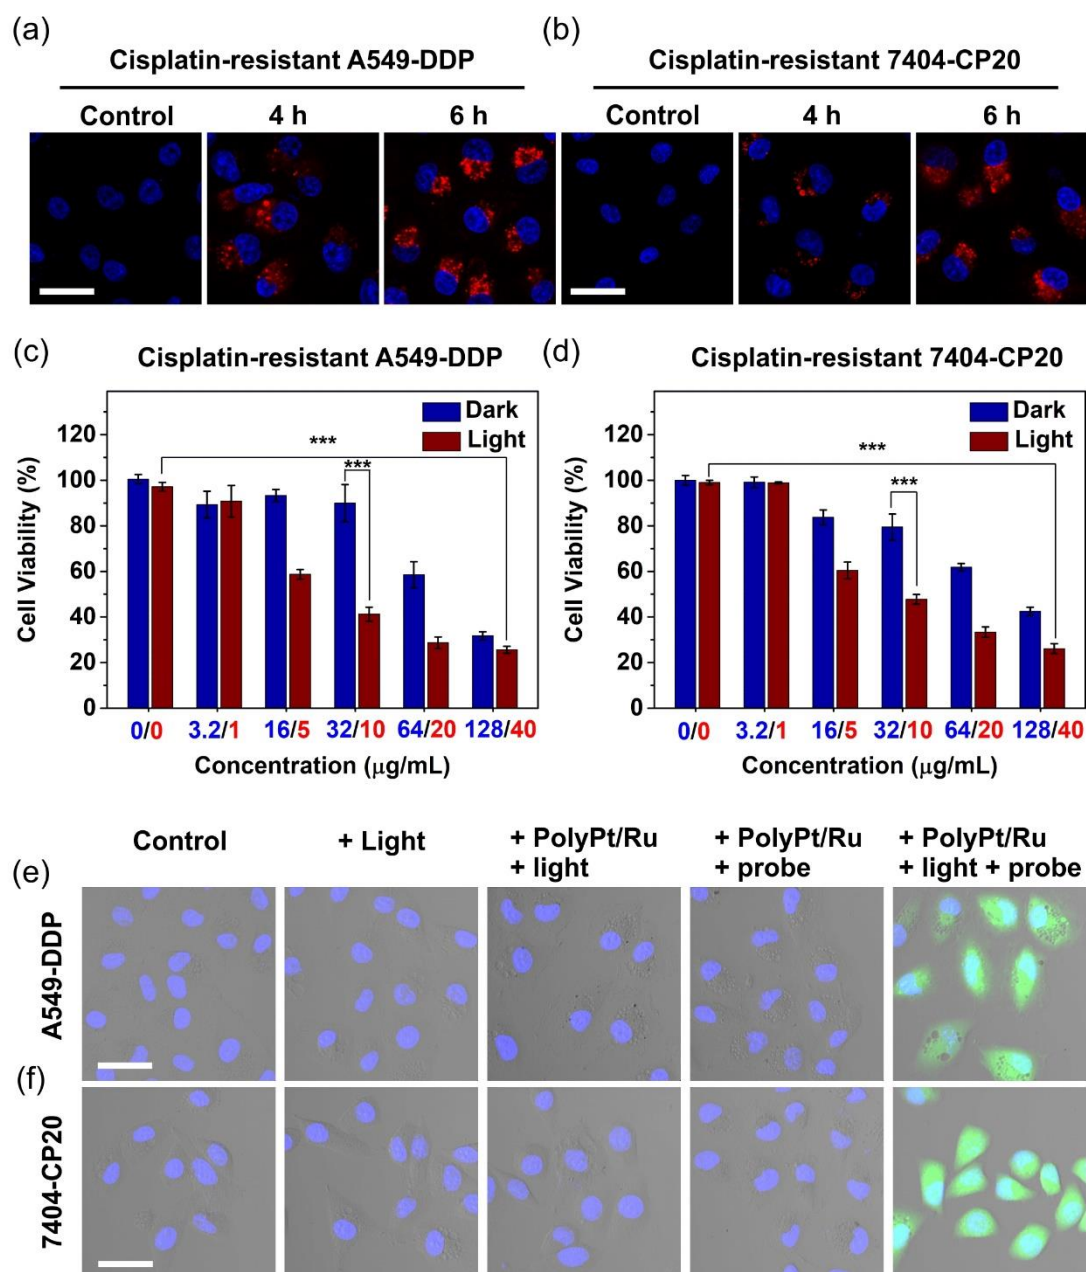 (a)
Cisplatin-resistant A549-DDP
Control 4 h 6 h
(b)
Cisplatin-resistant 7404-CP20
Control 4 h 6 h
(c)
Cisplatin-resistant A549-DDP
Dark
Light
***
***
Cell Viability (%)
120
100
80
60
40
20
0
0/0 3.2/1 16/5 32/10 64/20 128/40
Concentration (μg/mL)
(d)
Cisplatin-resistant 7404-CP20
Dark
Light
***
***
Cell Viability (%)
120
100
80
60
40
20
0
0/0 3.2/1 16/5 32/10 64/20 128/40
Concentration (μg/mL)
Control
+ Light
+ PolyPt/Ru
+ light
+ PolyPt/Ru
+ probe
+ PolyPt/Ru
+ light + probe
(e)
A549-DDP
(f)
7404-CP20